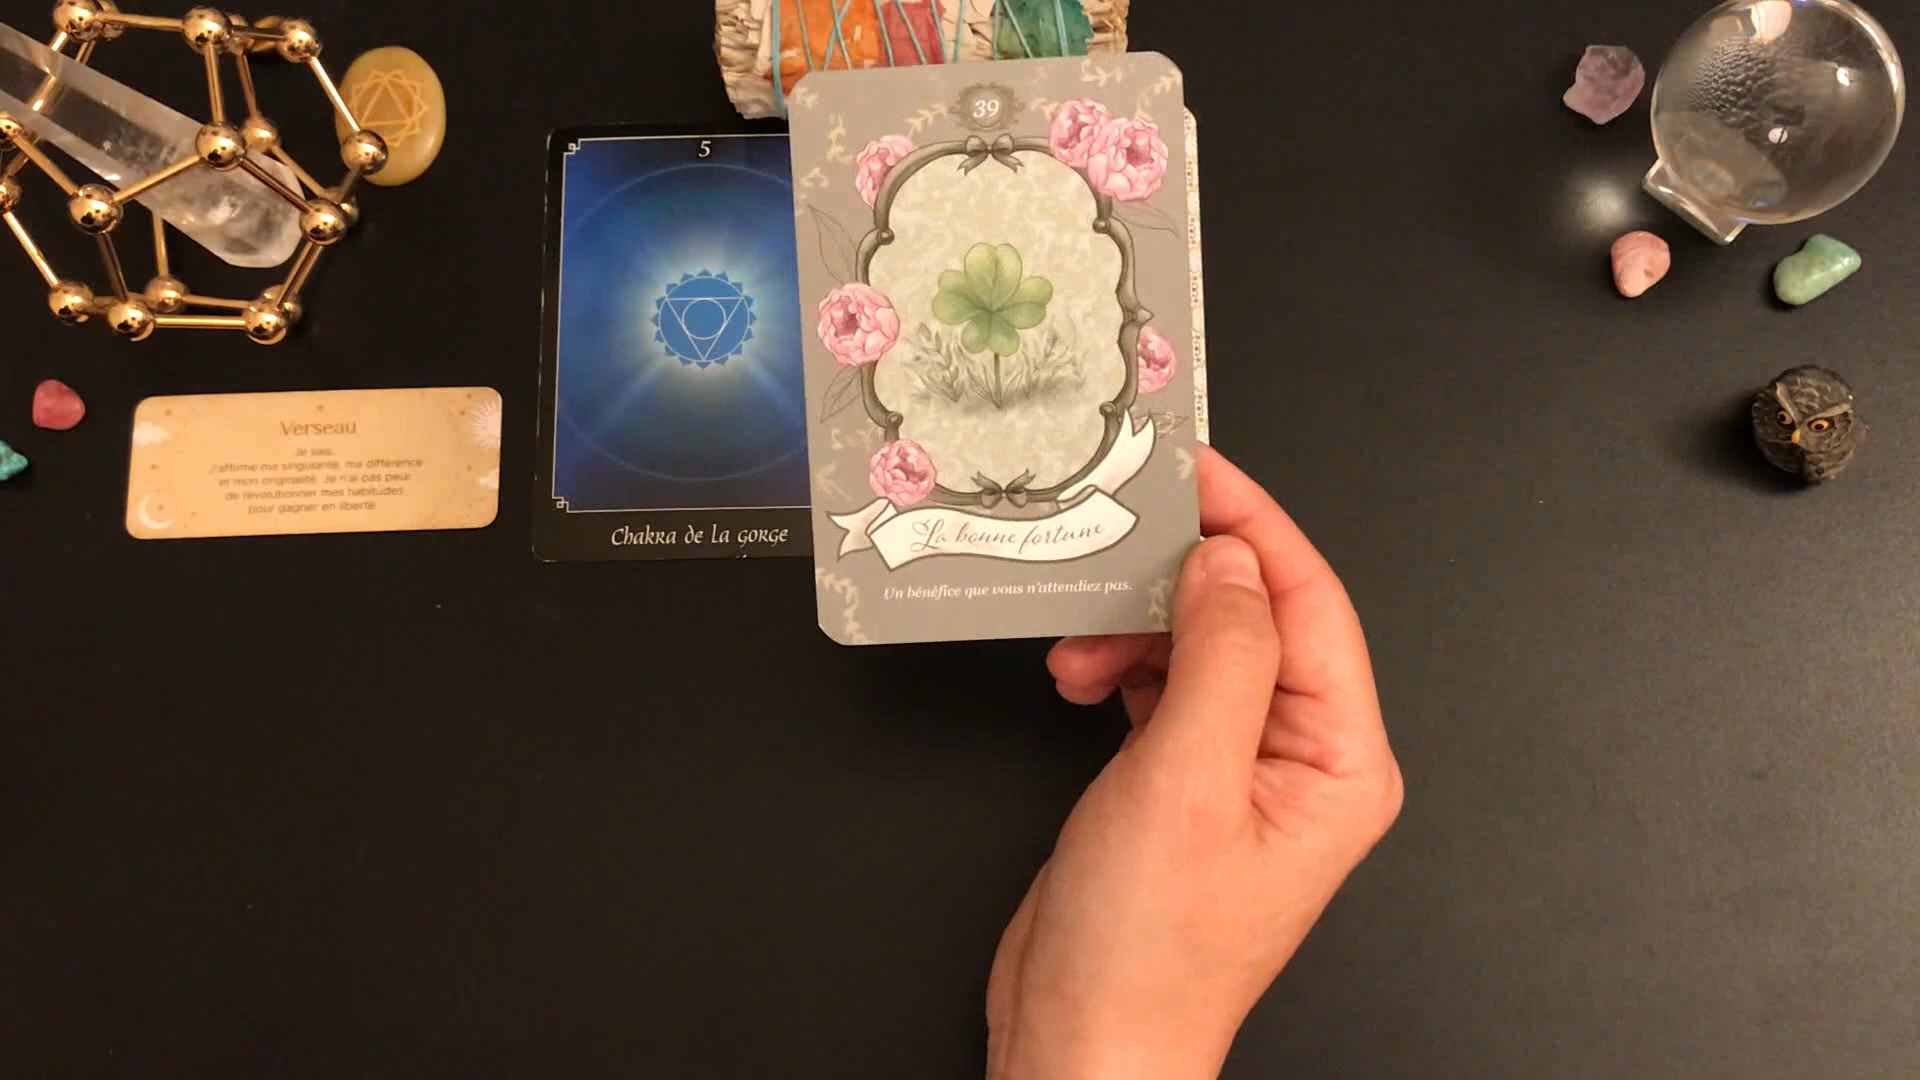 Verseau
Je sais.
J'affirme ma singularité, ma différence
et mon originalité. Je n'ai pas peur
de révolutionner mes habitudes
pour gagner en liberté
5
Chakra de la gorge
39
La bonne fortune
Un bénéfice que vous n'attendiez pas.